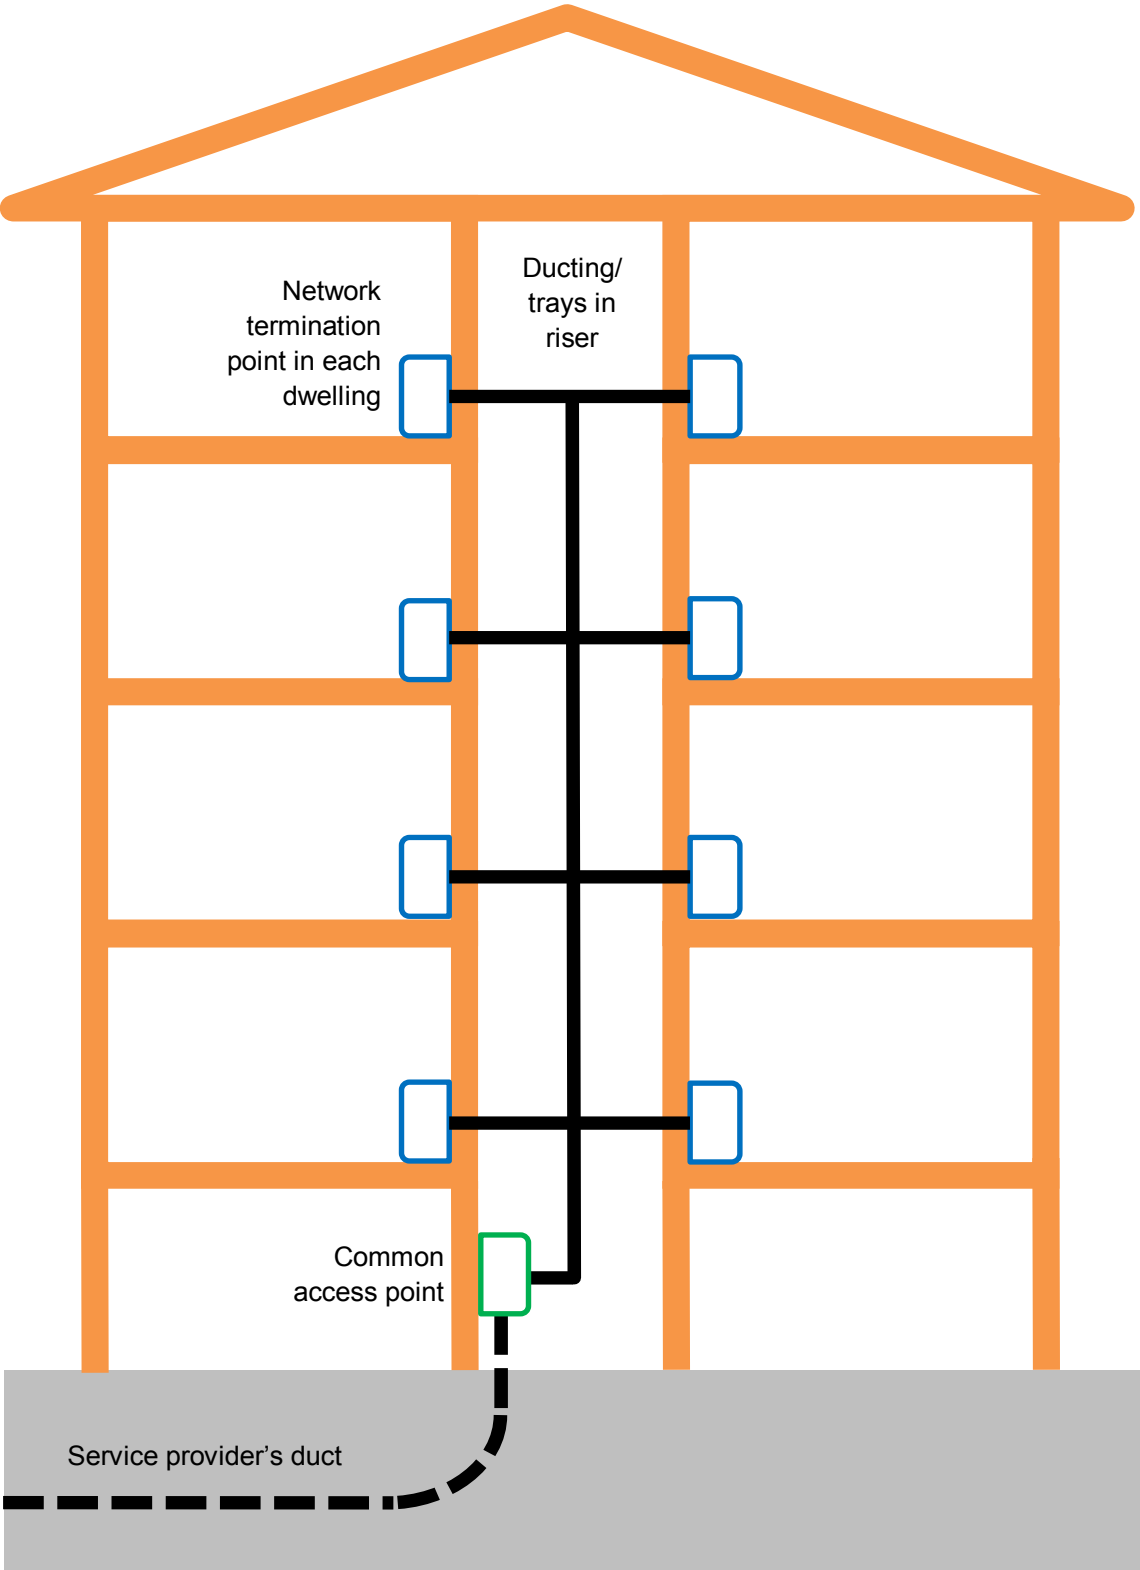 Network
termination
point in each
dwelling
Ducting/
trays in
riser
Common
access point
Service provider’s duct